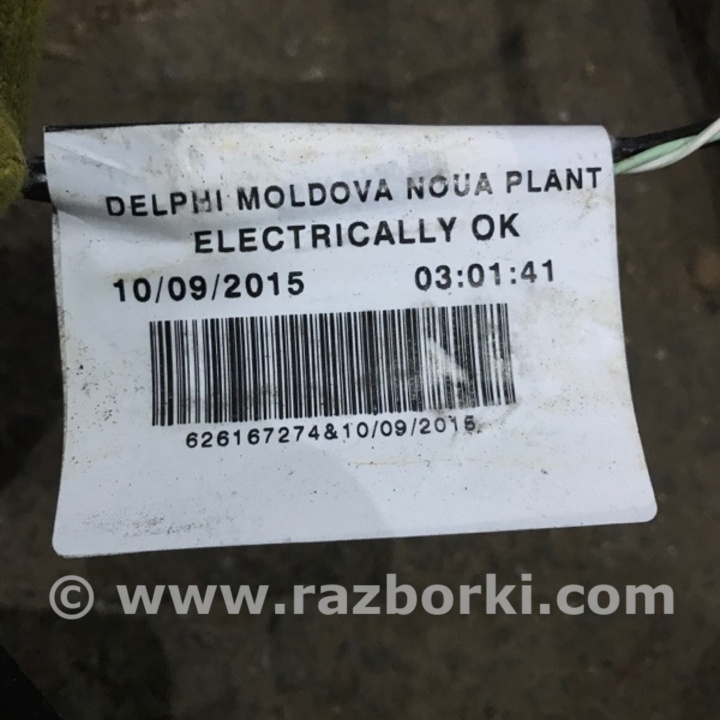 DELPHI MOLDOVA NOUA PLANT
ELECTRICALLY OK
10/09/2015 03:01:41
626167274&10/09/2015
© www.razborki.com